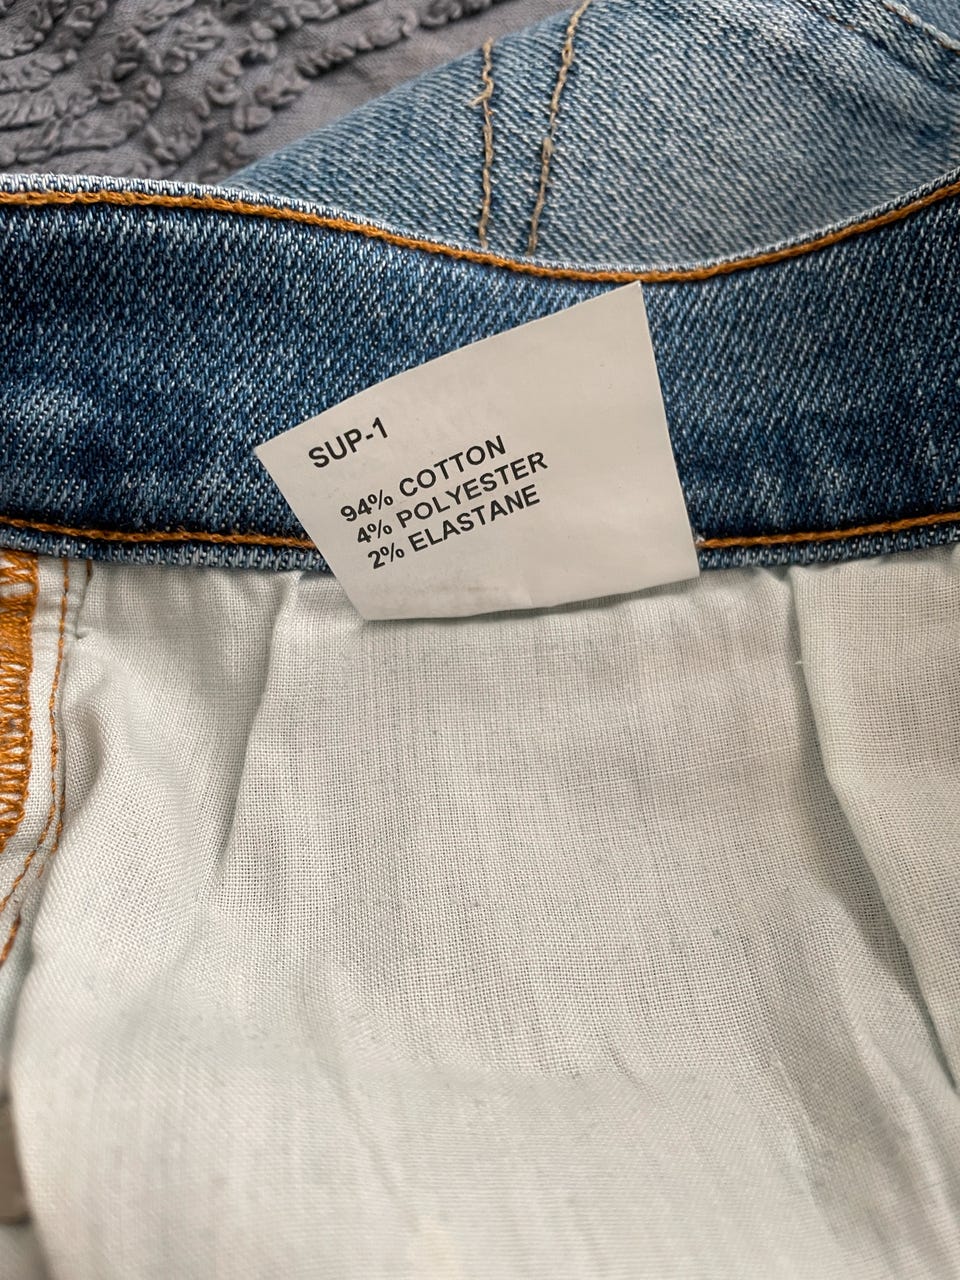 SUP-1
94% COTTON
4% POLYESTER
2% ELASTANE